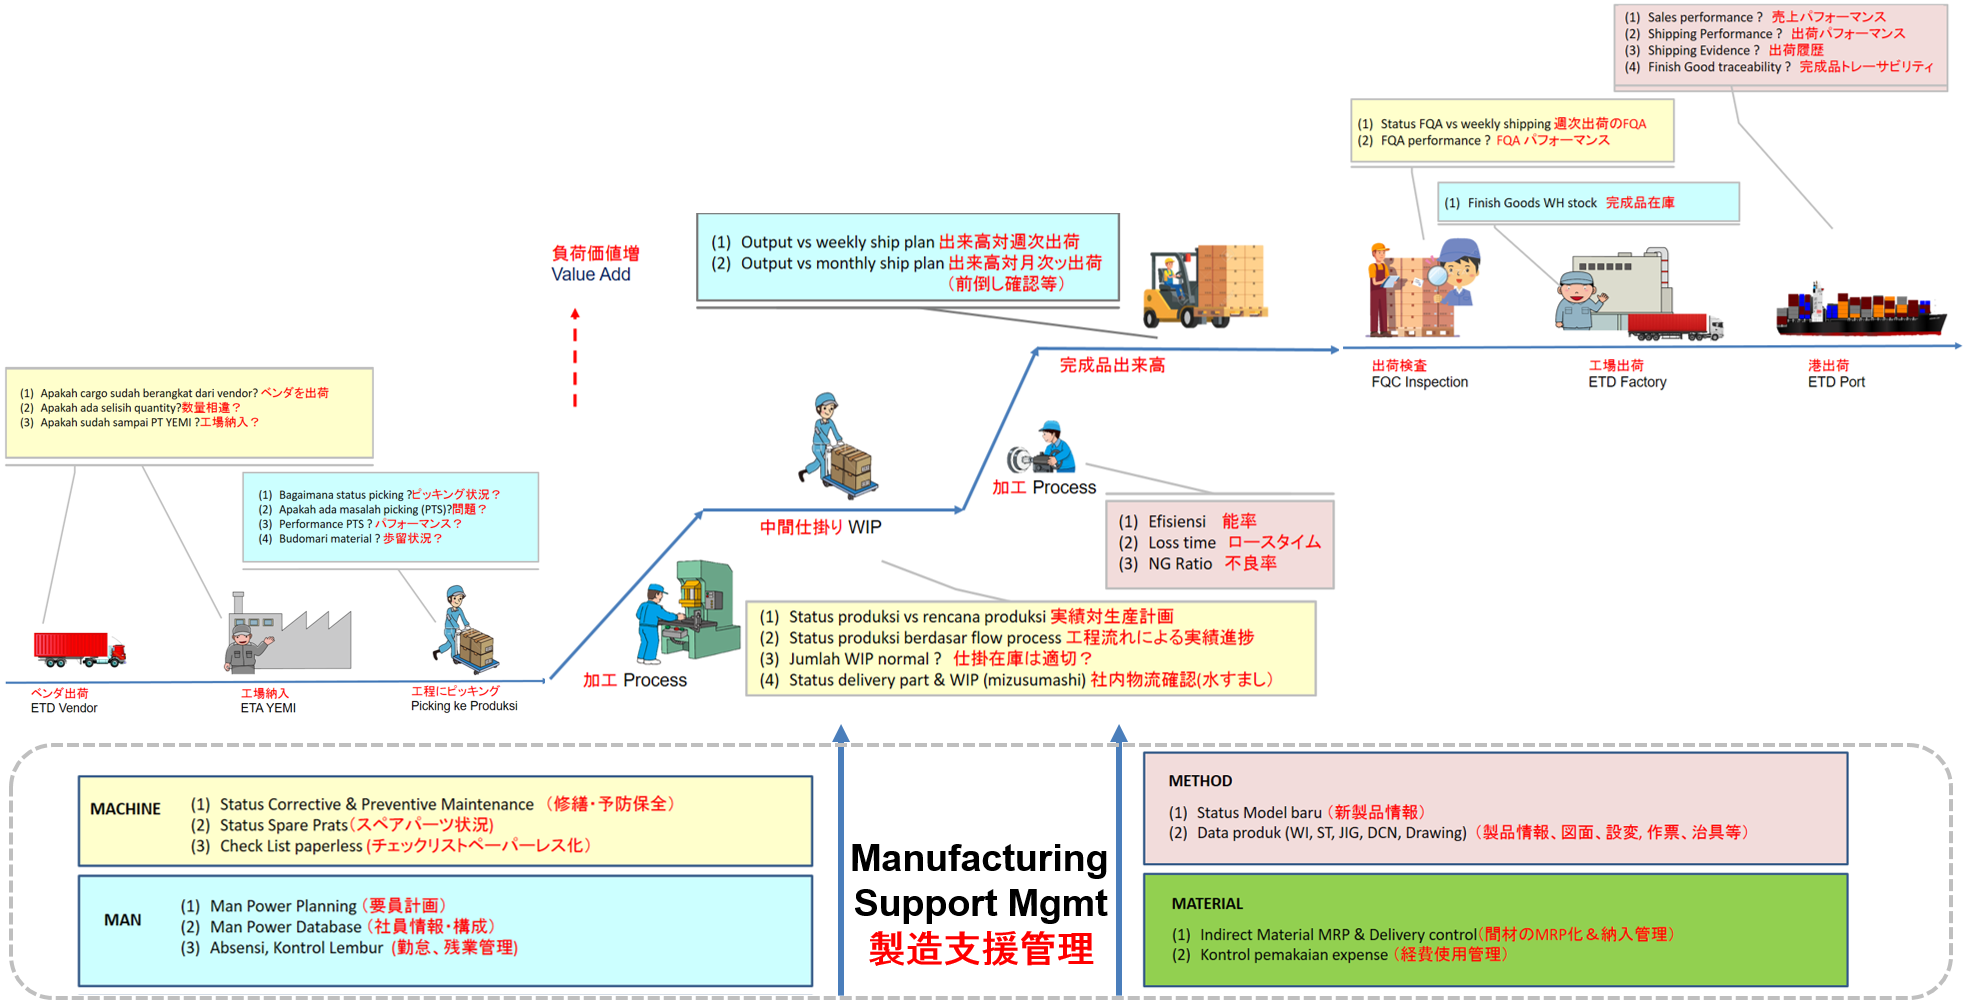 (1) Sales performance ? 売上パフォーマンス
(2) Shipping Performance ? 出荷パフォーマンス
(3) Shipping Evidence ? 出荷履歴
(4) Finish Good traceability ? 完成品トレーサビリティ
(1) Status FQA vs weekly shipping 週次出荷のFQA
(2) FQA performance ? FQA パフォーマンス
(1) Finish Goods WH stock 完成品在庫
(1) Output vs weekly ship plan 出来高対週次出荷
(2) Output vs monthly ship plan 出来高対月次ッ出荷
（前倒し確認等）
負荷価値増
Value Add
完成品出来高
出荷検査
FQC Inspection
工場出荷
ETD Factory
港出荷
ETD Port
(1) Apakah cargo sudah berangkat dari vendor? ベンダを出荷
(2) Apakah ada selish quantity?数量相違？
(3) Apakah sudah sampai PT YEMI ?工場納入？
(1) Bagaimana status picking ?ピッキング状況？
(2) Apakah ada masalah picking (PTS)?問題？
(3) Performance PTS ? パフォーマンス？
(4) Budomari material ? 歩留状況？
中間仕掛り WIP
加工 Process
(1) Efisiensi 能率
(2) Loss time ロースタイム
(3) NG Ratio 不良率
(1) Status produksi vs rencana produksi 実績対生産計画
(2) Status produksi berdasar flow process 工程流れによる実績進捗
(3) Jumlah WIP normal ? 仕掛在庫は適切？
(4) Status delivery part & WIP (mizusumashi) 社内物流確認(水すまし）
加工 Process
ベンダ出荷
ETD Vendor
工場納入
ETA YEMI
工程にピッキング
Picking ke Produksi
MACHINE
(1) Status Corrective & Preventive Maintenance （修繕・予防保全）
(2) Status Spare Prats（スペアパーツ状況)
(3) Check List paperless (チェックリストペーパーレス化）
MAN
(1) Man Power Planning （要員計画）
(2) Man Power Database （社員情報・構成）
(3) Absensi, Kontrol Lembur (勤怠、残業管理)
Manufacturing
Support Mgmt
製造支援管理
METHOD
(1) Status Model baru （新製品情報）
(2) Data produk (WI, ST, JIG, DCN, Drawing) （製品情報、図面、設変, 作票、治具等）
MATERIAL
(1) Indirect Material MRP & Delivery control（間材のMRP化＆納入管理）
(2) Kontrol pemakaian expense （経費使用管理）